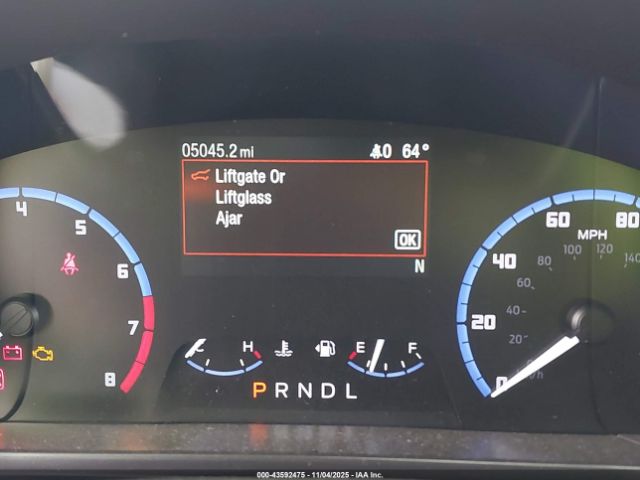 05045.2 mi 0 64°
Liftgate Or
Liftglass
Ajar
OK
N
4 5 6 7 8
0 20 40 60 80
MPH
20 40 60 80 100 120 140
C H E F
P R N D L
000-43592475 - 11/04/2025 - IAA Inc.